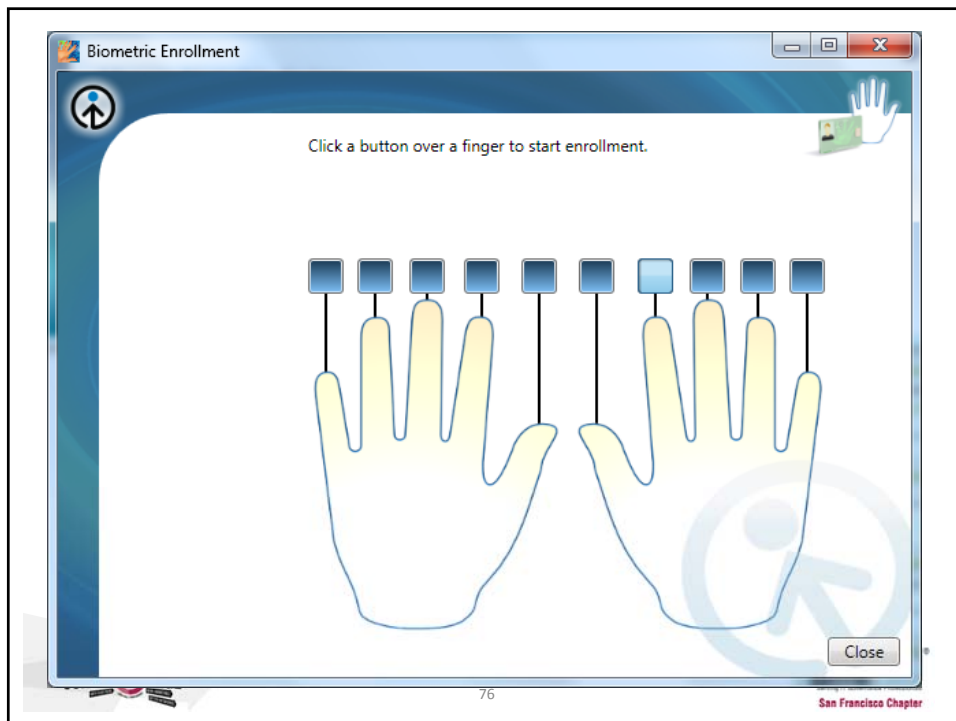 Biometric Enrollment
Click a button over a finger to start enrollment.
Close
®
76
San Francisco Chapter